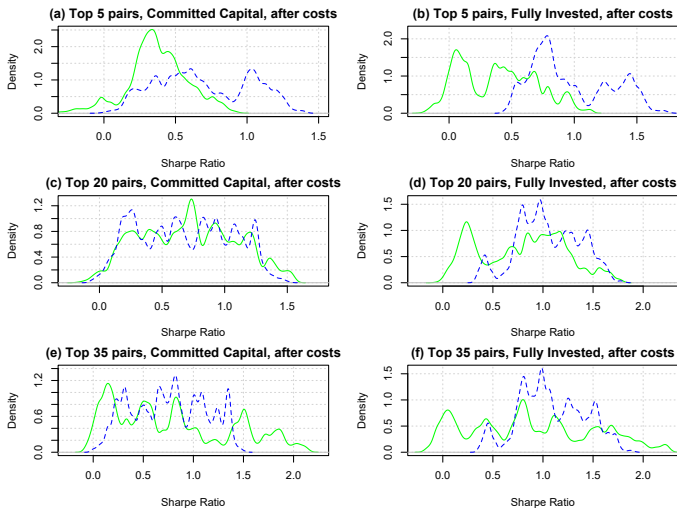 (a) Top 5 pairs, Committed Capital, after costs
(b) Top 5 pairs, Fully Invested, after costs
Density
0.0 1.0 2.0
0.0 0.5 1.0 1.5
Sharpe Ratio
Density
0.0 1.0 2.0
0.0 0.5 1.0 1.5
Sharpe Ratio
(c) Top 20 pairs, Committed Capital, after costs
(d) Top 20 pairs, Fully Invested, after costs
Density
0.0 0.4 0.8 1.2
0.0 0.5 1.0 1.5
Sharpe Ratio
Density
0.0 0.5 1.0 1.5
0.0 0.5 1.0 1.5 2.0
Sharpe Ratio
(e) Top 35 pairs, Committed Capital, after costs
(f) Top 35 pairs, Fully Invested, after costs
Density
0.0 0.6 1.2
0.0 0.5 1.0 1.5 2.0
Sharpe Ratio
Density
0.0 0.5 1.0 1.5
0.0 0.5 1.0 1.5 2.0
Sharpe Ratio